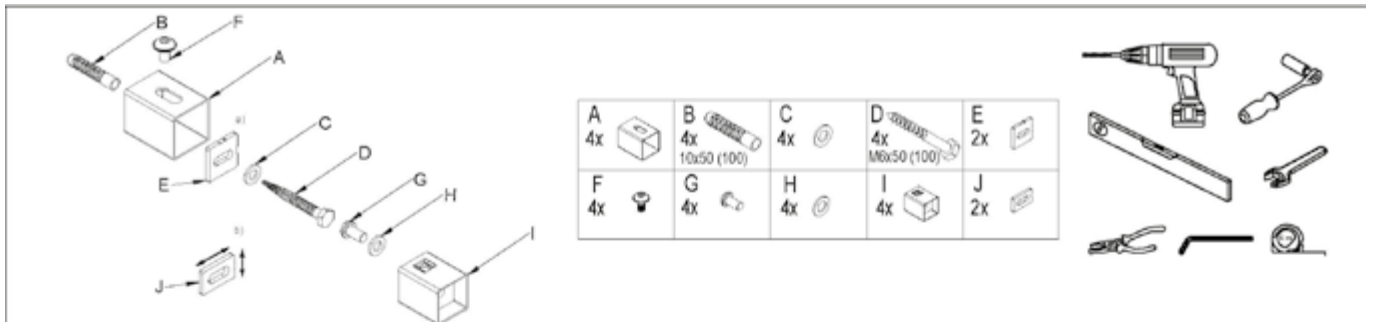 B F
A
a)
C
D
E
G
H
b)
I
J
A B C D E
4x 4x 4x 4x 2x
10x50 (100) M6x50 (100)
F G H I J
4x 4x 4x 4x 2x